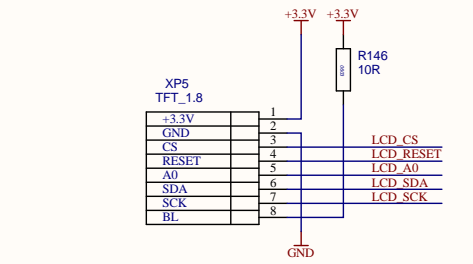 +3.3V +3.3V
R146
10R
0603
XP5
TFT_1.8
+3.3V 1
GND 2
CS 3 LCD_CS
RESET 4 LCD_RESET
A0 5 LCD_A0
SDA 6 LCD_SDA
SCK 7 LCD_SCK
BL 8
GND